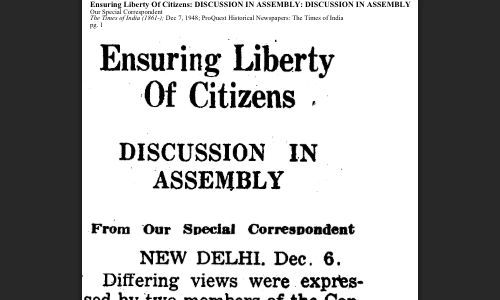 Ensuring Liberty Of Citizens: DISCUSSION IN ASSEMBLY: DISCUSSION IN ASSEMBLY
Our Special Correspondent
The Times of India (1861-); Dec 7, 1948; ProQuest Historical Newspapers: The Times of India
pg. 1
Ensuring Liberty
Of Citizens
DISCUSSION IN
ASSEMBLY
From Our Special Correspondent
NEW DELHI. Dec. 6.
Differing views were expres-
sed by two members of the Con-